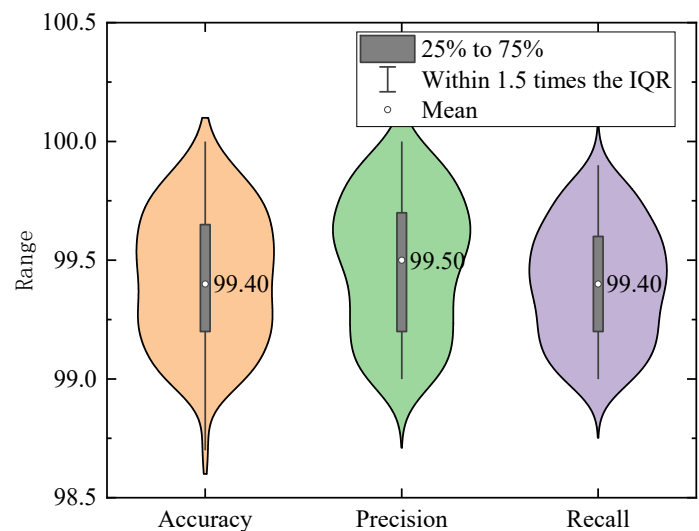 100.5
25% to 75%
Within 1.5 times the IQR
Mean
100.0
99.5
99.0
98.5
Range
99.40
99.50
99.40
Accuracy
Precision
Recall